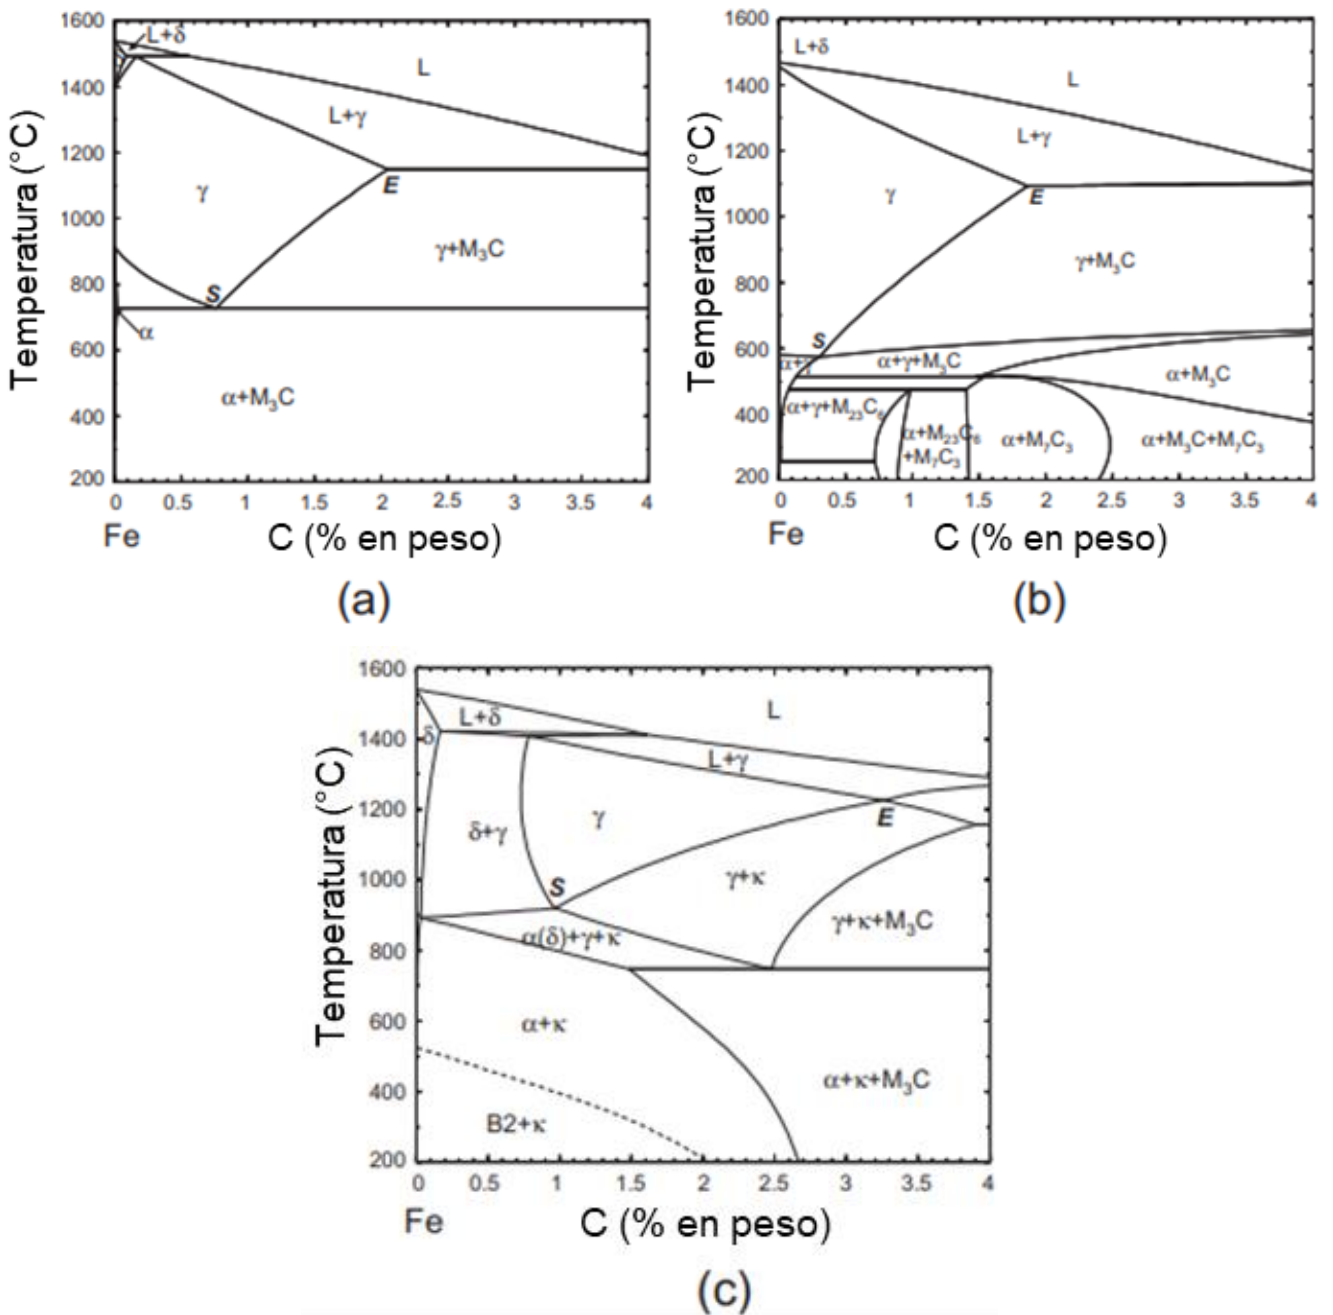 Temperatura (°C)
1600
1400
1200
1000
800
600
400
200
L+δ
L
L+γ
γ
E
γ+M₃C
S
α
α+M₃C
0 0.5 1 1.5 2 2.5 3 3.5 4
Fe C (% en peso)
(a)
Temperatura (°C)
1600
1400
1200
1000
800
600
400
200
L+δ
L
L+γ
γ
E
γ+M₃C
S
α+γ
α+γ+M₃C
α+M₃C
α+γ+M₂₃C₆
α+M₂₃C₆
+M₇C₃
α+M₇C₃
α+M₃C+M₇C₃
0 0.5 1 1.5 2 2.5 3 3.5 4
Fe C (% en peso)
(b)
Temperatura (°C)
1600
1400
1200
1000
800
600
400
200
L+δ
L
δ
L+γ
γ
E
δ+γ
S
γ+κ
α(δ)+γ+κ
γ+κ+M₃C
α+κ
α+κ+M₃C
B2+κ
0 0.5 1 1.5 2 2.5 3 3.5 4
Fe C (% en peso)
(c)